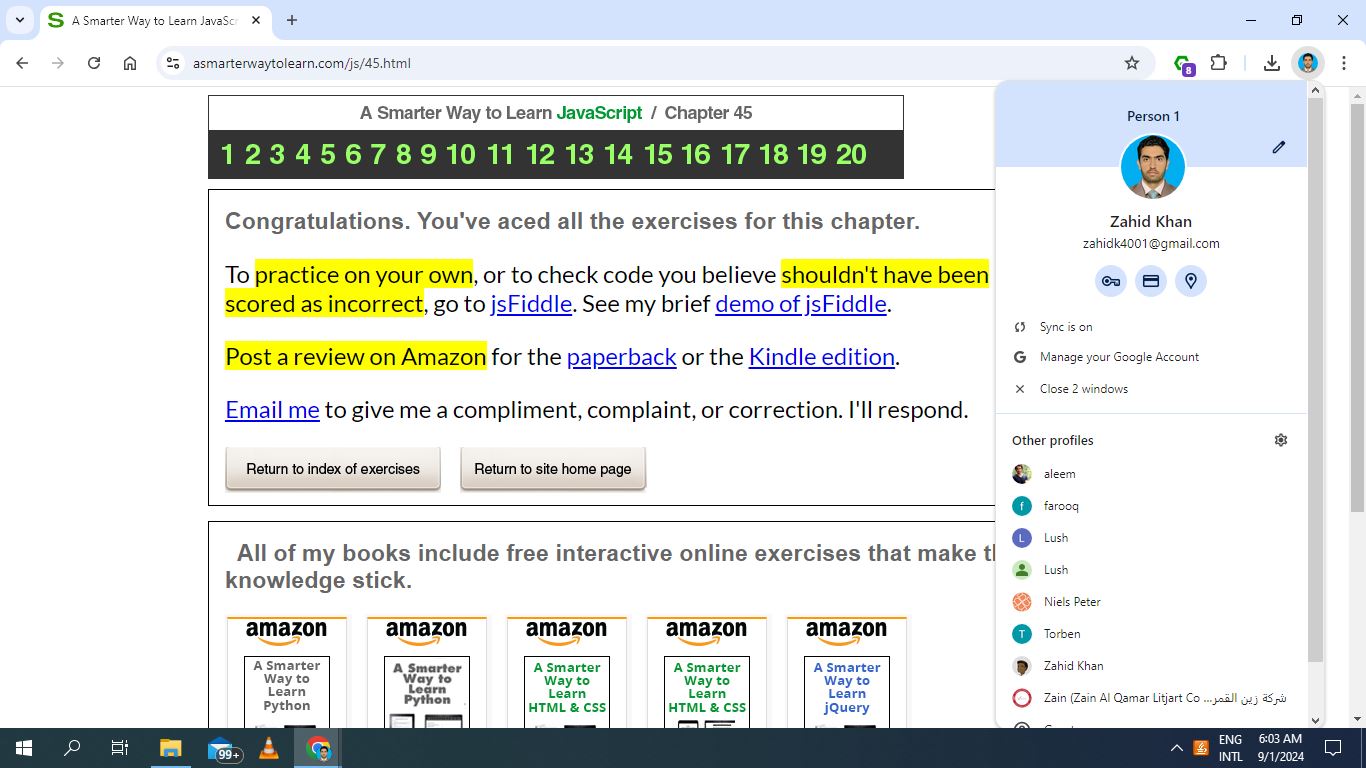 A Smarter Way to Learn JavaScr
asmarterwaytolearn.com/js/45.html
8
A Smarter Way to Learn JavaScript / Chapter 45
1 2 3 4 5 6 7 8 9 10 11 12 13 14 15 16 17 18 19 20
Congratulations. You've aced all the exercises for this chapter.
To practice on your own, or to check code you believe shouldn't have been
scored as incorrect, go to jsFiddle. See my brief demo of jsFiddle.
Post a review on Amazon for the paperback or the Kindle edition.
Email me to give me a compliment, complaint, or correction. I'll respond.
Return to index of exercises
Return to site home page
All of my books include free interactive online exercises that make
knowledge stick.
amazon amazon amazon amazon amazon
A Smarter
Way to
Learn
Python
A Smarter
Way to
Learn
Python
A Smarter
Way to
Learn
HTML & CSS
A Smarter
Way to
Learn
HTML & CSS
A Smarter
Way to
Learn
jQuery
Person 1
Zahid Khan
zahidk4001@gmail.com
Sync is on
G Manage your Google Account
Close 2 windows
Other profiles
aleem
f farooq
L Lush
Lush
Niels Peter
T Torben
Zahid Khan
Zain (Zain Al Qamar Litjart Co ...شركة زين القمر
99+
ENG
INTL
6:03 AM
9/1/2024